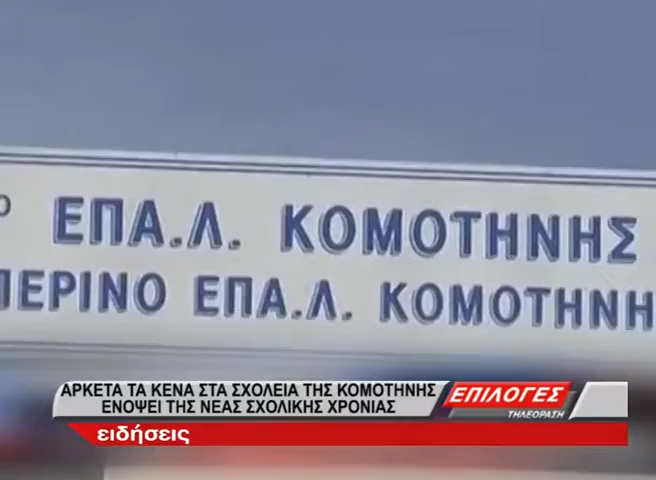 ο ΕΠΑ.Λ. ΚΟΜΟΤΗΝΗΣ
ΠΕΡΙΝΟ ΕΠΑ.Λ. ΚΟΜΟΤΗΝΗ
ΑΡΚΕΤΑ ΤΑ ΚΕΝΑ ΣΤΑ ΣΧΟΛΕΙΑ ΤΗΣ ΚΟΜΟΤΗΝΗΣ
ΕΝΟΨΕΙ ΤΗΣ ΝΕΑΣ ΣΧΟΛΙΚΗΣ ΧΡΟΝΙΑΣ
ΕΠΙΛΟΓΕΣ
ΤΗΛΕΟΡΑΣΗ
ειδήσεις